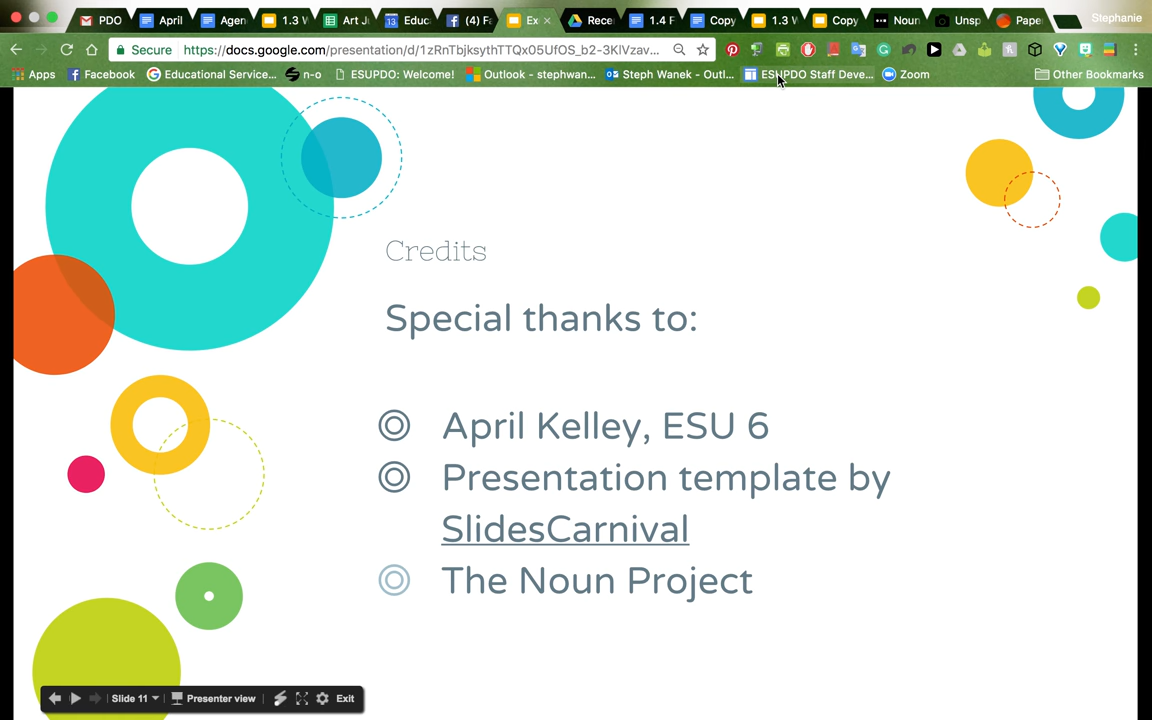 PDO April Agen 1.3 W Art J Educ (4) Fa Ex Rece 1.4 F Copy 1.3 W Copy Noun Unsp Pape Stephanie
Secure https://docs.google.com/presentation/d/1zRnTbjksythTTQx05UfOS_b2-3KlVzav...
Apps Facebook Educational Service... n-o ESUPDO: Welcome! Outlook - stephwan... Steph Wanek - Outl... ESUPDO Staff Deve... Zoom Other Bookmarks
Credits
Special thanks to:
April Kelley, ESU 6
Presentation template by
SlidesCarnival
The Noun Project
Slide 11 Presenter view Exit